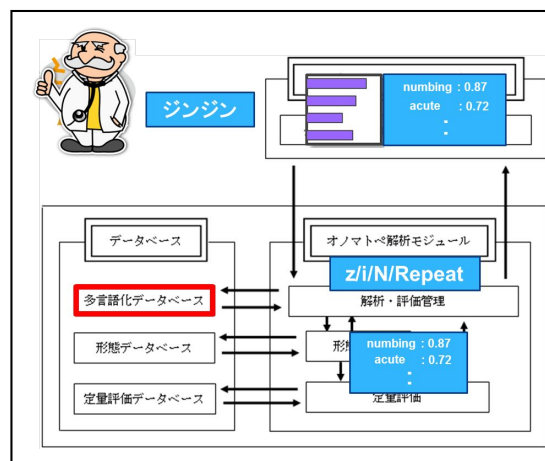 ジンジン
numbing : 0.87
acute : 0.72
:
データベース
オノマトペ解析モジュール
z/i/N/Repeat
多言語化データベース
解析・評価管理
形態データベース
numbing : 0.87
acute : 0.72
:
定量評価データベース
定量評価